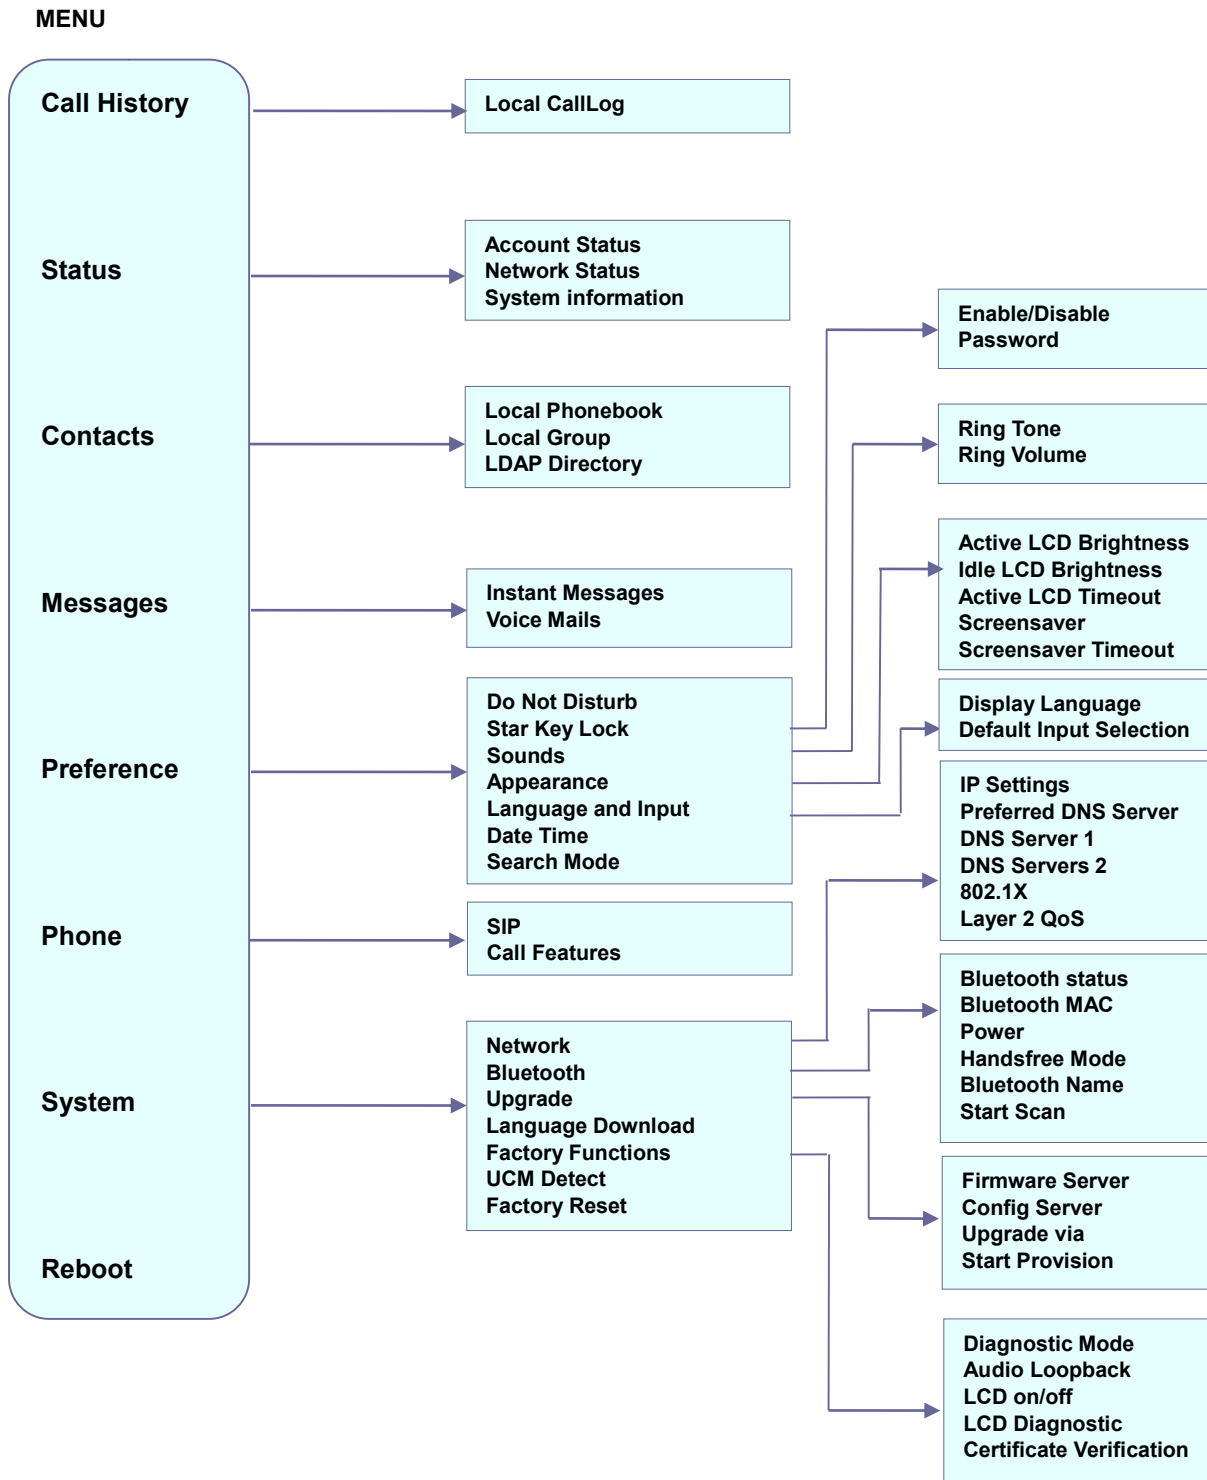 MENU
Call History
Status
Contacts
Messages
Preference
Phone
System
Reboot
Local CallLog
Account Status
Network Status
System information
Local Phonebook
Local Group
LDAP Directory
Instant Messages
Voice Mails
Do Not Disturb
Star Key Lock
Sounds
Appearance
Language and Input
Date Time
Search Mode
SIP
Call Features
Network
Bluetooth
Upgrade
Language Download
Factory Functions
UCM Detect
Factory Reset
Enable/Disable
Password
Ring Tone
Ring Volume
Active LCD Brightness
Idle LCD Brightness
Active LCD Timeout
Screensaver
Screensaver Timeout
Display Language
Default Input Selection
IP Settings
Preferred DNS Server
DNS Server 1
DNS Servers 2
802.1X
Layer 2 QoS
Bluetooth status
Bluetooth MAC
Power
Handsfree Mode
Bluetooth Name
Start Scan
Firmware Server
Config Server
Upgrade via
Start Provision
Diagnostic Mode
Audio Loopback
LCD on/off
LCD Diagnostic
Certificate Verification